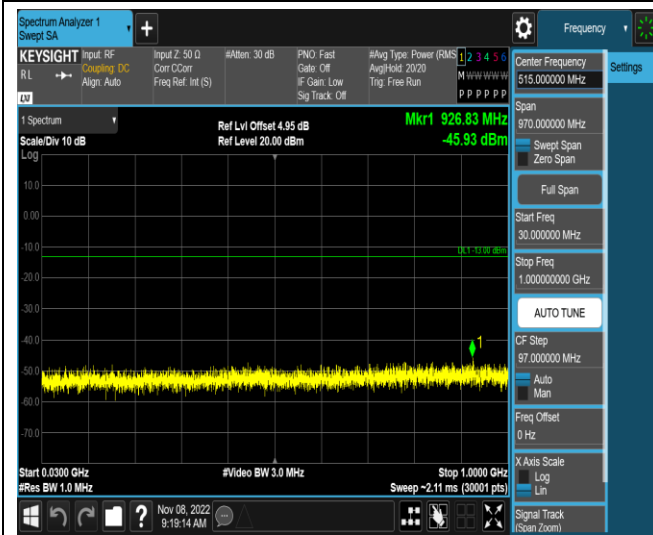 Spectrum Analyzer 1
Swept SA
+
Frequency
KEYSIGHT
RL
LXI
Input: RF
Coupling: DC
Align: Auto
Input Z: 50 Ω
Corr CCorr
Freq Ref: Int (S)
#Atten: 30 dB
PNO: Fast
Gate: Off
IF Gain: Low
Sig Track: Off
#Avg Type: Power (RMS
Avg|Hold: 20/20
Trig: Free Run
1 2 3 4 5 6
M W W W W W
P P P P P P
1 Spectrum
Scale/Div 10 dB
Log
Ref Lvl Offset 4.95 dB
Ref Level 20.00 dBm
Mkr1 926.83 MHz
-45.93 dBm
10.0
0.00
-10.0
DL1 -13.00 dBm
-20.0
-30.0
-40.0
1
-50.0
-60.0
-70.0
Start 0.0300 GHz
#Res BW 1.0 MHz
#Video BW 3.0 MHz
Stop 1.0000 GHz
Sweep ~2.11 ms (30001 pts)
?
Nov 08, 2022
9:19:14 AM
Center Frequency
515.000000 MHz
Span
970.000000 MHz
Swept Span
Zero Span
Full Span
Start Freq
30.000000 MHz
Stop Freq
1.000000000 GHz
AUTO TUNE
CF Step
97.000000 MHz
Auto
Man
Freq Offset
0 Hz
X Axis Scale
Log
Lin
Signal Track
(Span Zoom)
Settings